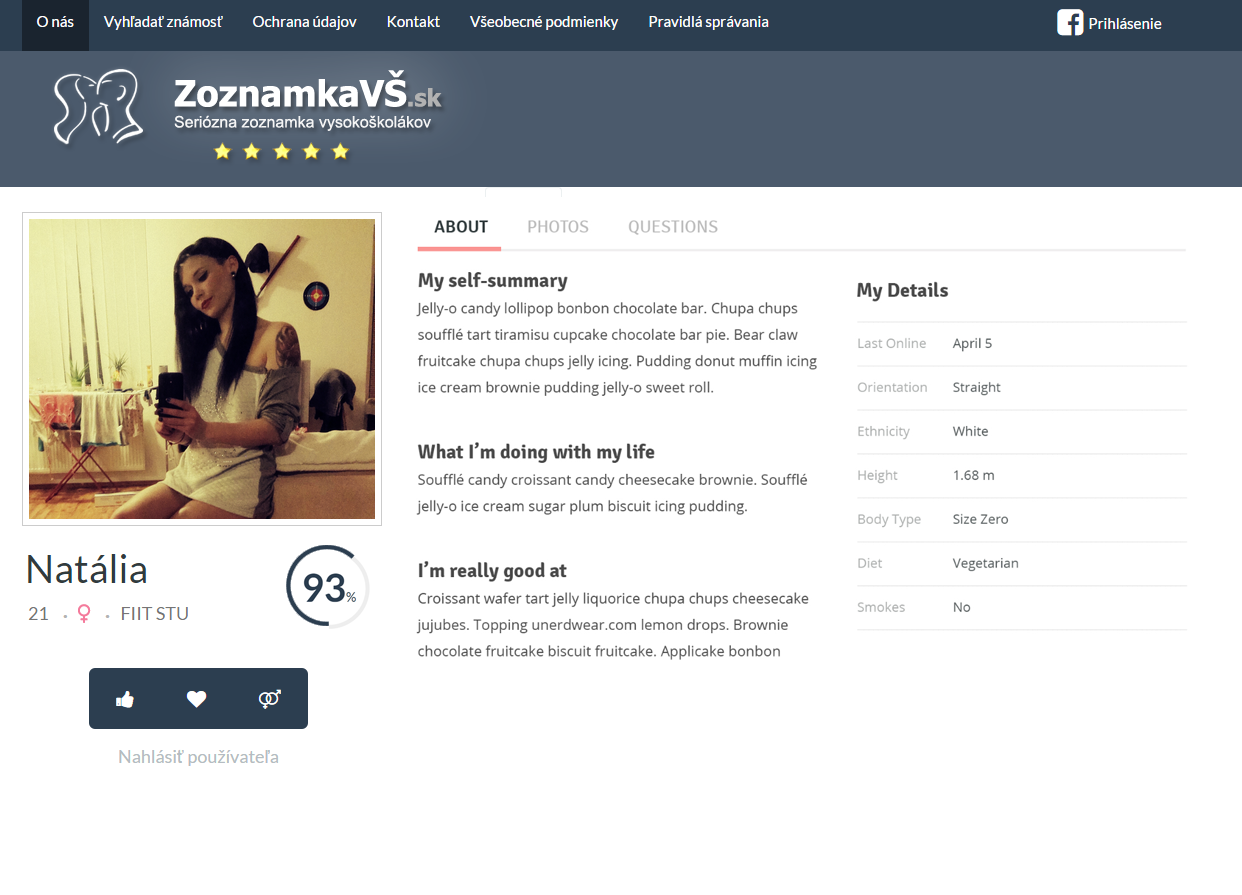 O nás Vyhľadať známosť Ochrana údajov Kontakt Všeobecné podmienky Pravidlá správania Prihlásenie
ZoznamkaVŠ.sk
Seriózna zoznamka vysokoškolákov
ABOUT PHOTOS QUESTIONS
My self-summary
Jelly-o candy lollipop bonbon chocolate bar. Chupa chups
soufflé tart tiramisu cupcake chocolate bar pie. Bear claw
fruitcake chupa chups jelly icing. Pudding donut muffin icing
ice cream brownie pudding jelly-o sweet roll.
What I’m doing with my life
Soufflé candy croissant candy cheesecake brownie. Soufflé
jelly-o ice cream sugar plum biscuit icing pudding.
I’m really good at
Croissant wafer tart jelly liquorice chupa chups cheesecake
jujubes. Topping unerdwear.com lemon drops. Brownie
chocolate fruitcake biscuit fruitcake. Applicake bonbon
My Details
Last Online April 5
Orientation Straight
Ethnicity White
Height 1.68 m
Body Type Size Zero
Diet Vegetarian
Smokes No
Natália
21 · ♀ · FIIT STU
93%
Nahlásiť používateľa